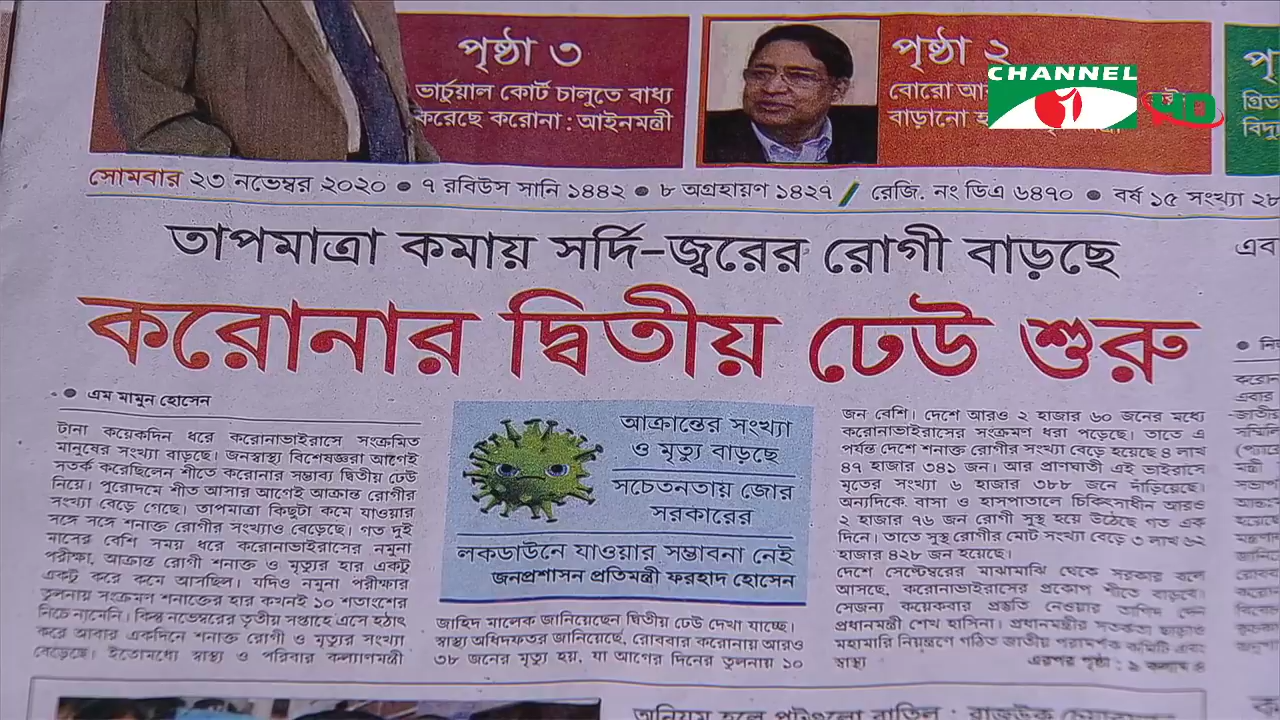 পৃষ্ঠা ৩
ভার্চুয়াল কোর্ট চালুতে বাধ্য
করেছে করোনা : আইনমন্ত্রী
পৃষ্ঠা ২
বোরো
বাড়ানো
CHANNEL
HD
সোমবার ২৩ নভেম্বর ২০২০ ● ৭ রবিউস সানি ১৪৪২ ● ৮ অগ্রহায়ণ ১৪২৭ / রেজি. নং ডিএ ৬৪৭০ ● বর্ষ ১৫ সংখ্যা ২৮
তাপমাত্রা কমায় সর্দি-জ্বরের রোগী বাড়ছে
করোনার দ্বিতীয় ঢেউ শুরু
● এম মামুন হোসেন
টানা কয়েকদিন ধরে করোনাভাইরাসে সংক্রমিত
মানুষের সংখ্যা বাড়ছে। জনস্বাস্থ্য বিশেষজ্ঞরা আগেই
সতর্ক করেছিলেন শীতে করোনার সম্ভাব্য দ্বিতীয় ঢেউ
নিয়ে। পুরোদমে শীত আসার আগেই আক্রান্ত রোগীর
সংখ্যা বেড়ে গেছে। তাপমাত্রা কিছুটা কমে যাওয়ার
সঙ্গে সঙ্গে শনাক্ত রোগীর সংখ্যাও বেড়েছে। গত দুই
মাসের বেশি সময় ধরে করোনাভাইরাসের নমুনা
পরীক্ষা, আক্রান্ত রোগী শনাক্ত ও মৃত্যুর হার একটু
একটু করে কমে আসছিল। যদিও নমুনা পরীক্ষার
তুলনায় সংক্রমণ শনাক্তের হার কখনই ১০ শতাংশের
নিচে নামেনি। কিন্তু নভেম্বরের তৃতীয় সপ্তাহে এসে হঠাৎ
করে আবার একদিনে শনাক্ত রোগী ও মৃত্যুর সংখ্যা
বেড়েছে। ইতোমধ্যে স্বাস্থ্য ও পরিবার কল্যাণমন্ত্রী
আক্রান্তের সংখ্যা
ও মৃত্যু বাড়ছে
সচেতনতায় জোর
সরকারের
লকডাউনে যাওয়ার সম্ভাবনা নেই
জনপ্রশাসন প্রতিমন্ত্রী ফরহাদ হোসেন
জাহিদ মালেক জানিয়েছেন দ্বিতীয় ঢেউ দেখা যাচ্ছে।
স্বাস্থ্য অধিদফতর জানিয়েছে, রোববার করোনায় আরও
৩৮ জনের মৃত্যু হয়, যা আগের দিনের তুলনায় ১০
জন বেশি। দেশে আরও ২ হাজার ৬০ জনের মধ্যে
করোনাভাইরাসের সংক্রমণ ধরা পড়েছে। তাতে এ
পর্যন্ত দেশে শনাক্ত রোগীর সংখ্যা বেড়ে হয়েছে ৪ লাখ
৪৭ হাজার ৩৪১ জন। আর প্রাণঘাতী এই ভাইরাসে
মৃতের সংখ্যা ৬ হাজার ৩৮৮ জনে দাঁড়িয়েছে।
অন্যদিকে বাসা ও হাসপাতালে চিকিৎসাধীন আরও
২ হাজার ৭৬ জন রোগী সুস্থ হয়ে উঠেছে গত এক
দিনে। তাতে সুস্থ রোগীর মোট সংখ্যা বেড়ে ৩ লাখ ৬২
হাজার ৪২৮ জন হয়েছে।
দেশে সেপ্টেম্বরের মাঝামাঝি থেকে সরকার বলে
আসছে, করোনাভাইরাসের প্রকোপ শীতে বাড়বে।
সেজন্য কয়েকবার প্রস্তুতি নেওয়ার তাগিদ দেন
প্রধানমন্ত্রী শেখ হাসিনা। প্রধানমন্ত্রীর সতর্কতা ছাড়াও
মহামারি নিয়ন্ত্রণে গঠিত জাতীয় পরামর্শক কমিটি এবং
স্বাস্থ্য